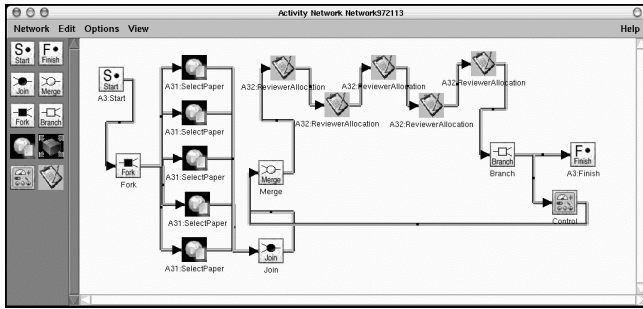 Activity Network Network972113
Network Edit Options View Help
S• Start
F• Finish
Join
Merge
Fork
Branch
S• Start
A3:Start
Fork
Fork
A31:SelectPaper
A31:SelectPaper
A31:SelectPaper
A31:SelectPaper
A31:SelectPaper
A32:ReviewerAllocation
A32:ReviewerAllocation
A32:ReviewerAllocation
A32:ReviewerAllocation
A32:ReviewerAllocation
Merge
Merge
Join
Join
Branch
Branch
F• Finish
A3:Finish
Control